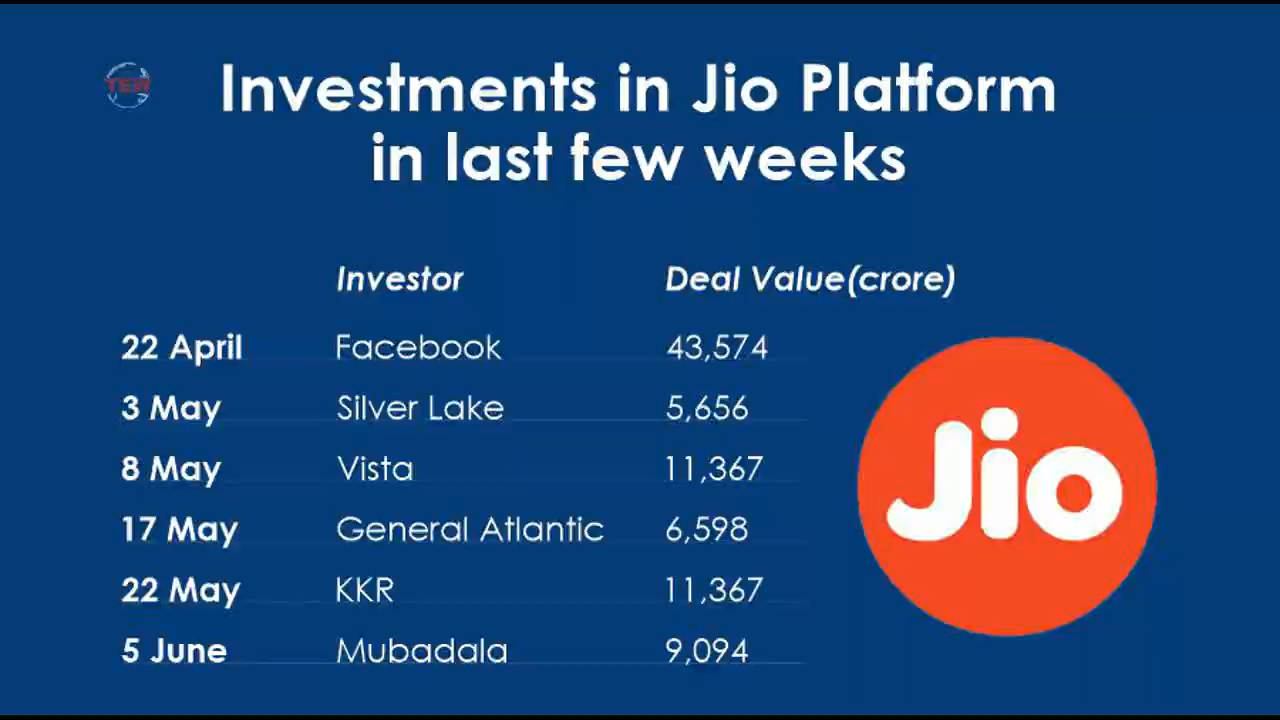 TEW
Investments in Jio Platform
in last few weeks
Investor Deal Value(crore)
22 April Facebook 43,574
3 May Silver Lake 5,656
8 May Vista 11,367
17 May General Atlantic 6,598
22 May KKR 11,367
5 June Mubadala 9,094
Jio